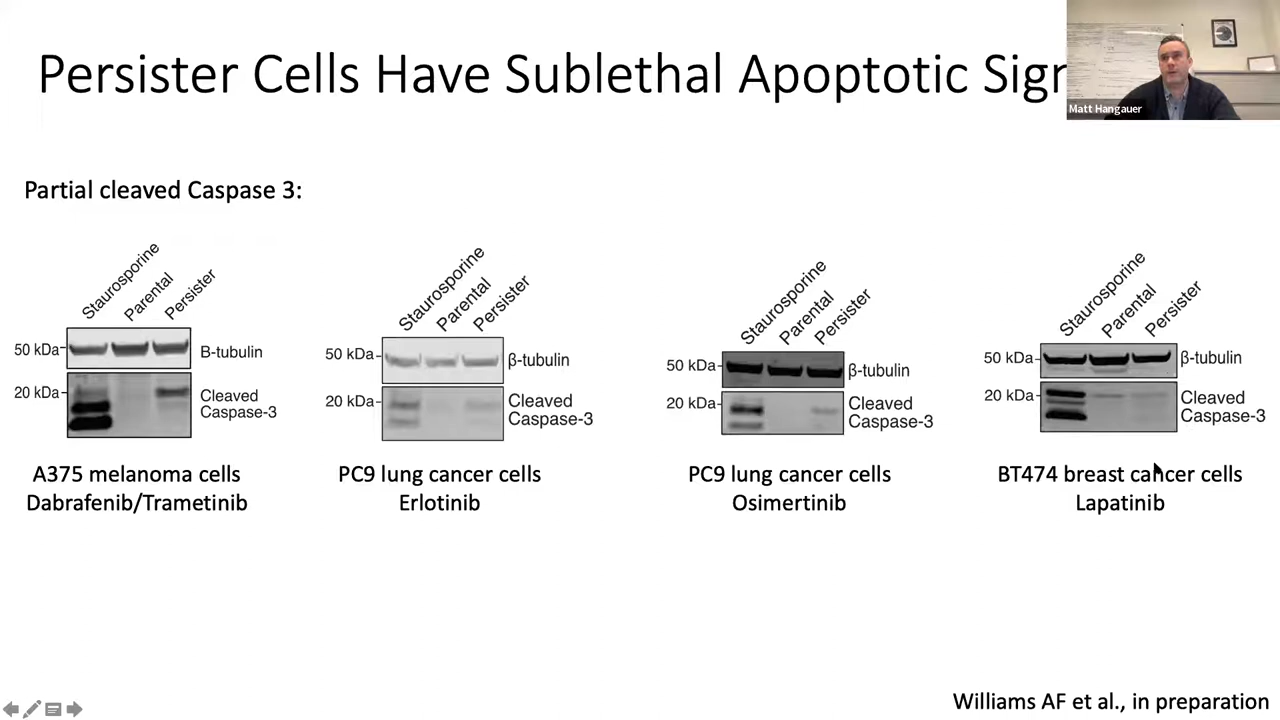 Persister Cells Have Sublethal Apoptotic
Matt Hangauer
Partial cleaved Caspase 3:
Staurosporine
Parental
Persister
50 kDa
B-tubulin
20 kDa
Cleaved
Caspase-3
A375 melanoma cells
Dabrafenib/Trametinib
Staurosporine
Parental
Persister
50 kDa
β-tubulin
20 kDa
Cleaved
Caspase-3
PC9 lung cancer cells
Erlotinib
Staurosporine
Parental
Persister
50 kDa
β-tubulin
20 kDa
Cleaved
Caspase-3
PC9 lung cancer cells
Osimertinib
Staurosporine
Parental
Persister
50 kDa
β-tubulin
20 kDa
Cleaved
Caspase-3
BT474 breast cancer cells
Lapatinib
Williams AF et al., in preparation